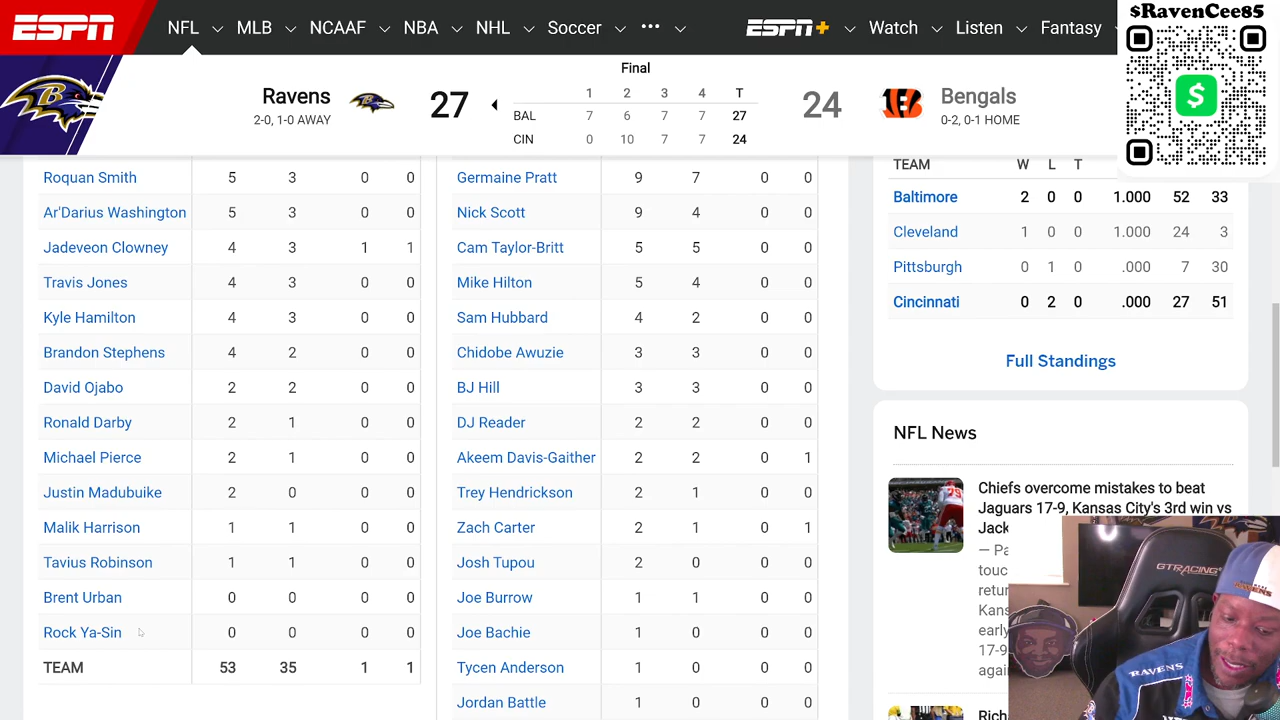 ESPN NFL MLB NCAAF NBA NHL Soccer ••• ESPN+ Watch Listen Fantasy
$RavenCee85
$
Final
Ravens 27 24 Bengals
2-0, 1-0 AWAY 0-2, 0-1 HOME
1 2 3 4 T
BAL 7 6 7 7 27
CIN 0 10 7 7 24
Roquan Smith 5 3 0 0
Ar'Darius Washington 5 3 0 0
Jadeveon Clowney 4 3 1 1
Travis Jones 4 3 0 0
Kyle Hamilton 4 3 0 0
Brandon Stephens 4 2 0 0
David Ojabo 2 2 0 0
Ronald Darby 2 1 0 0
Michael Pierce 2 1 0 0
Justin Madubuike 2 0 0 0
Malik Harrison 1 1 0 0
Tavius Robinson 1 1 0 0
Brent Urban 0 0 0 0
Rock Ya-Sin 0 0 0 0
TEAM 53 35 1 1
Germaine Pratt 9 7 0 0
Nick Scott 9 4 0 0
Cam Taylor-Britt 5 5 0 0
Mike Hilton 5 4 0 0
Sam Hubbard 4 2 0 0
Chidobe Awuzie 3 3 0 0
BJ Hill 3 3 0 0
DJ Reader 2 2 0 0
Akeem Davis-Gaither 2 2 0 1
Trey Hendrickson 2 1 0 0
Zach Carter 2 1 0 1
Josh Tupou 2 0 0 0
Joe Burrow 1 1 0 0
Joe Bachie 1 0 0 0
Tycen Anderson 1 0 0 0
Jordan Battle 1 0 0 0
TEAM W L T
Baltimore 2 0 0 1.000 52 33
Cleveland 1 0 0 1.000 24 3
Pittsburgh 0 1 0 .000 7 30
Cincinnati 0 2 0 .000 27 51
Full Standings
NFL News
Chiefs overcome mistakes to beat
Jaguars 17-9, Kansas City's 3rd win vs
Jack
— Pa
touc
retur
Kans
early
17-9
again
Rich
GTRACING
RAVENS